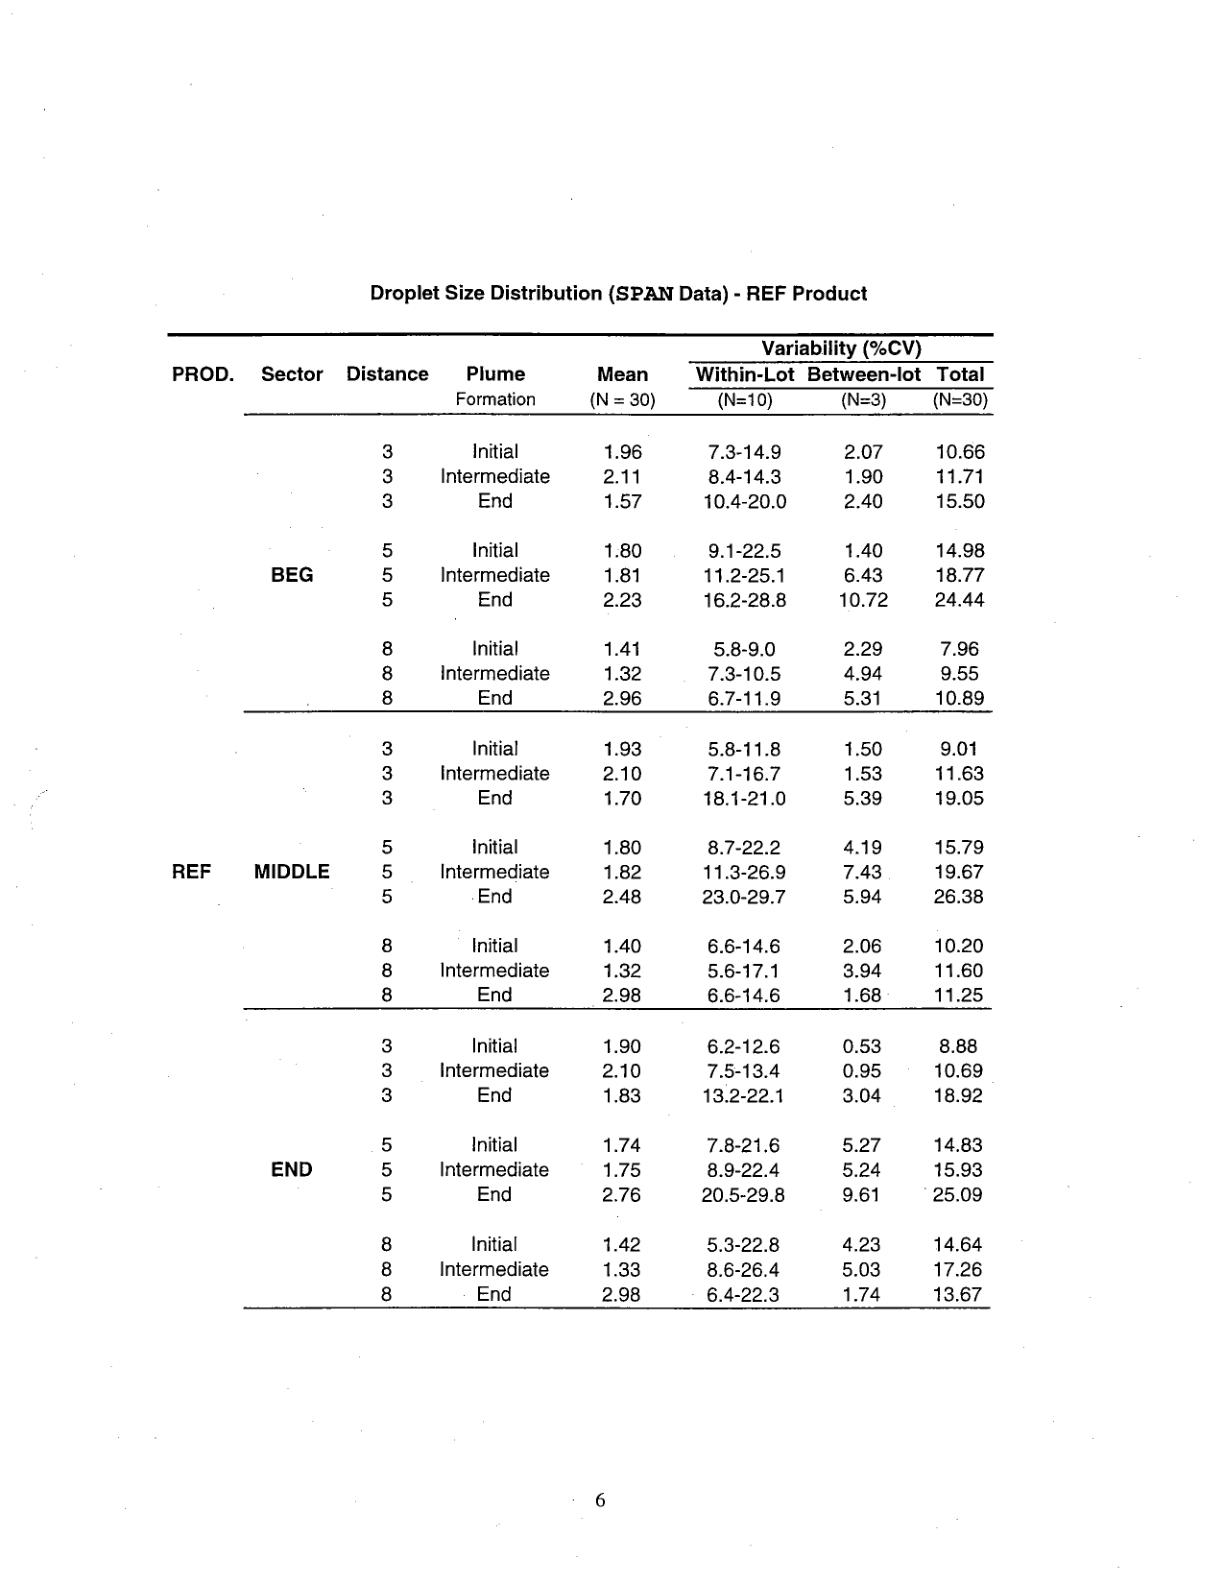 Droplet Size Distribution (SPAN Data) - REF Product
Variability (%CV)
PROD. Sector Distance Plume Mean Within-Lot Between-lot Total
Formation (N = 30) (N=10) (N=3) (N=30)
3 Initial 1.96 7.3-14.9 2.07 10.66
3 Intermediate 2.11 8.4-14.3 1.90 11.71
3 End 1.57 10.4-20.0 2.40 15.50
5 Initial 1.80 9.1-22.5 1.40 14.98
BEG 5 Intermediate 1.81 11.2-25.1 6.43 18.77
5 End 2.23 16.2-28.8 10.72 24.44
8 Initial 1.41 5.8-9.0 2.29 7.96
8 Intermediate 1.32 7.3-10.5 4.94 9.55
8 End 2.96 6.7-11.9 5.31 10.89
3 Initial 1.93 5.8-11.8 1.50 9.01
3 Intermediate 2.10 7.1-16.7 1.53 11.63
3 End 1.70 18.1-21.0 5.39 19.05
5 Initial 1.80 8.7-22.2 4.19 15.79
REF MIDDLE 5 Intermediate 1.82 11.3-26.9 7.43 19.67
5 End 2.48 23.0-29.7 5.94 26.38
8 Initial 1.40 6.6-14.6 2.06 10.20
8 Intermediate 1.32 5.6-17.1 3.94 11.60
8 End 2.98 6.6-14.6 1.68 11.25
3 Initial 1.90 6.2-12.6 0.53 8.88
3 Intermediate 2.10 7.5-13.4 0.95 10.69
3 End 1.83 13.2-22.1 3.04 18.92
5 Initial 1.74 7.8-21.6 5.27 14.83
END 5 Intermediate 1.75 8.9-22.4 5.24 15.93
5 End 2.76 20.5-29.8 9.61 25.09
8 Initial 1.42 5.3-22.8 4.23 14.64
8 Intermediate 1.33 8.6-26.4 5.03 17.26
8 End 2.98 6.4-22.3 1.74 13.67
6